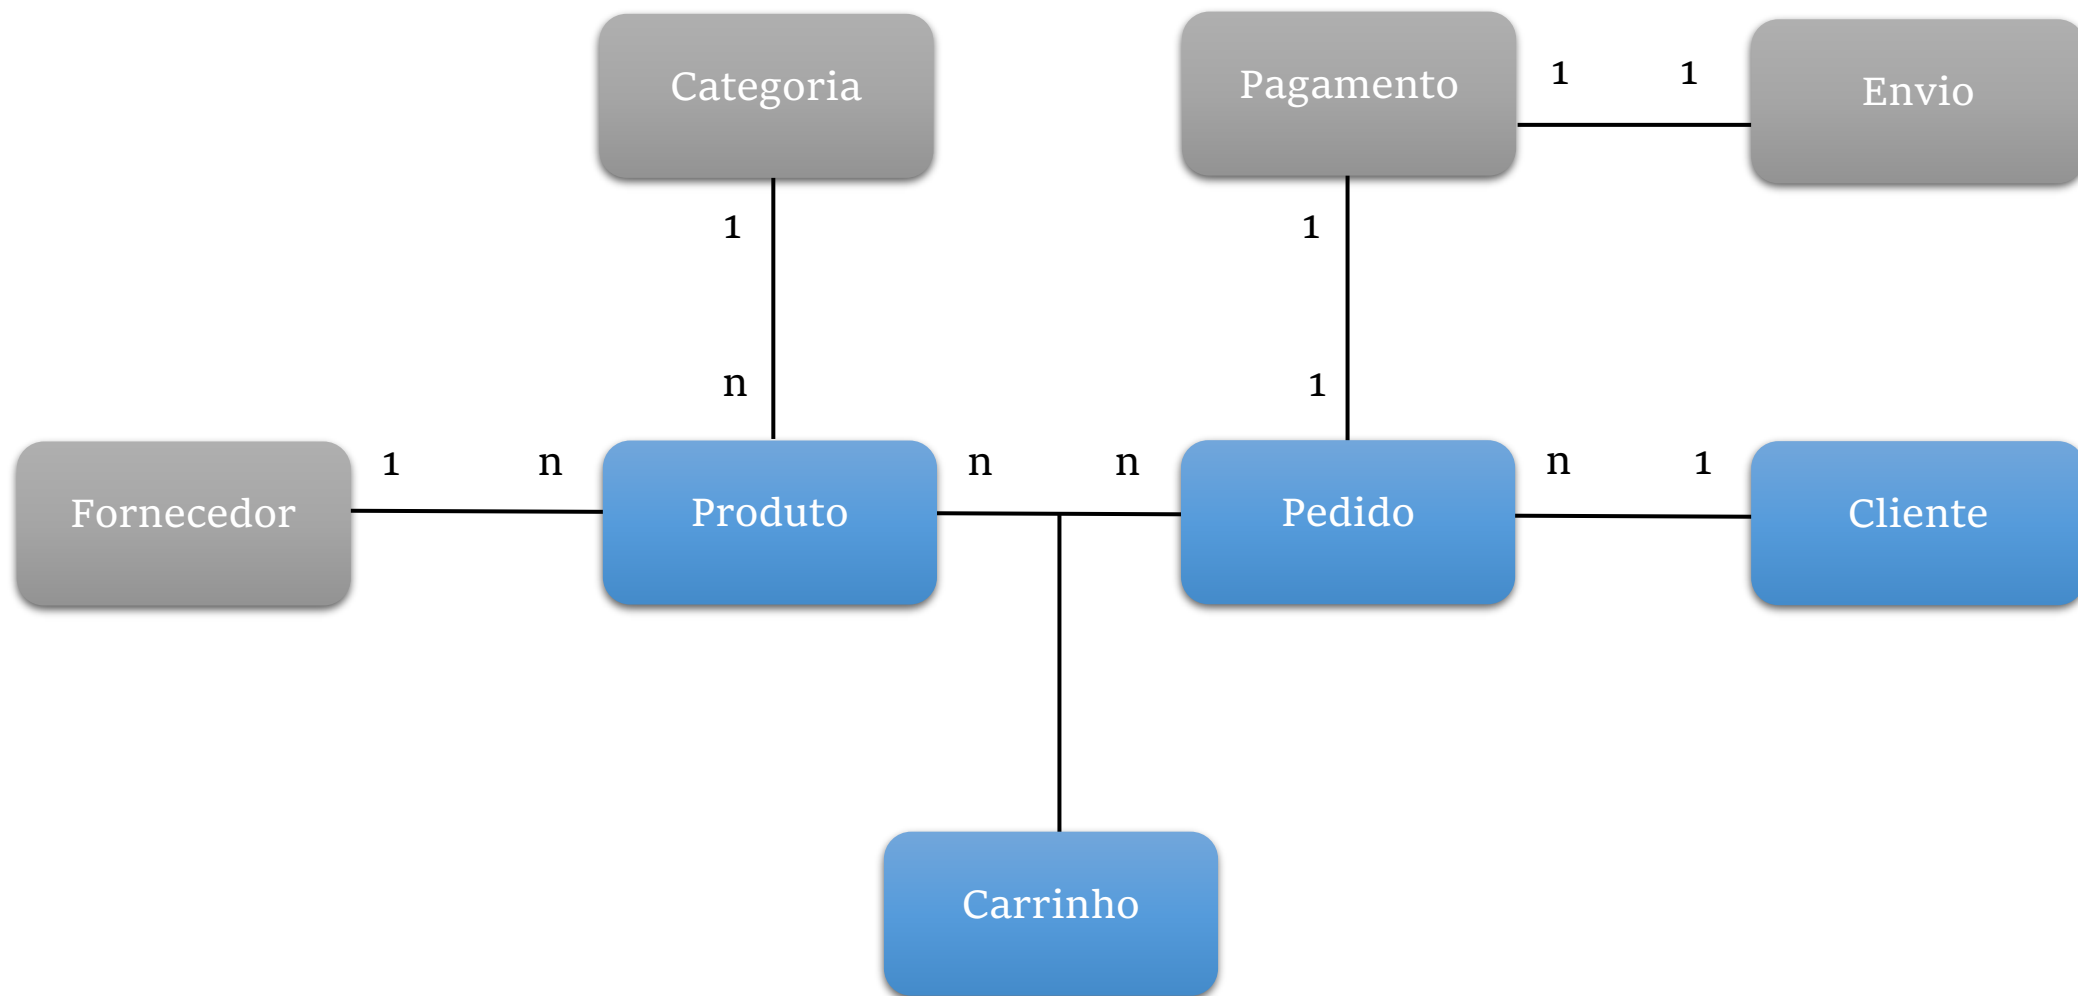 Categoria
Pagamento
1 1
Envio
1
1
n
1
Fornecedor
1 n
Produto
n n
Pedido
n 1
Cliente
Carrinho